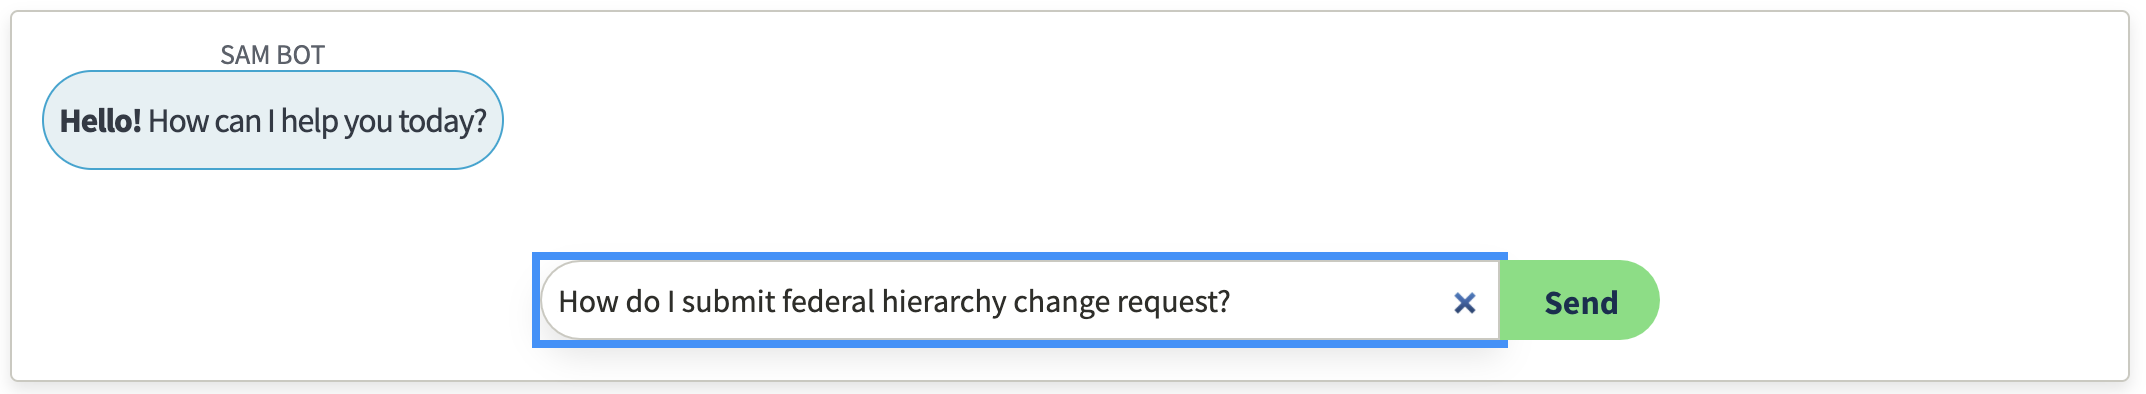 SAM BOT
Hello! How can I help you today?
How do I submit federal hierarchy change request?
Send